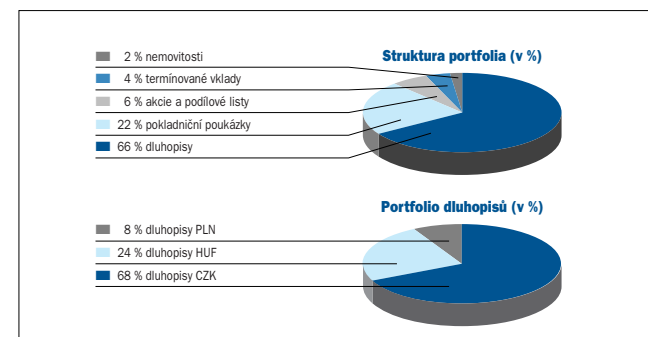 Struktura portfolia (v %)
2 % nemovitosti
4 % termínované vklady
6 % akcie a podílové listy
22 % pokladniční poukázky
66 % dluhopisy
Portfolio dluhopisů (v %)
8 % dluhopisy PLN
24 % dluhopisy HUF
68 % dluhopisy CZK